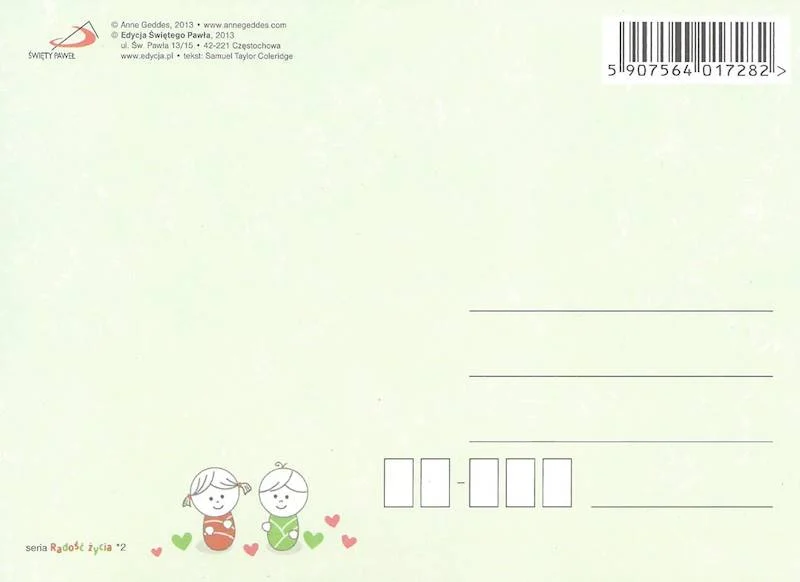 ŚWIĘTY PAWEŁ
© Anne Geddes, 2013 • www.annegeddes.com
© Edycja Świętego Pawła, 2013
ul. Św. Pawła 13/15 • 42-221 Częstochowa
www.edycja.pl • tekst: Samuel Taylor Coleridge
5 907564 017282 >
–
seria Radość życia *2